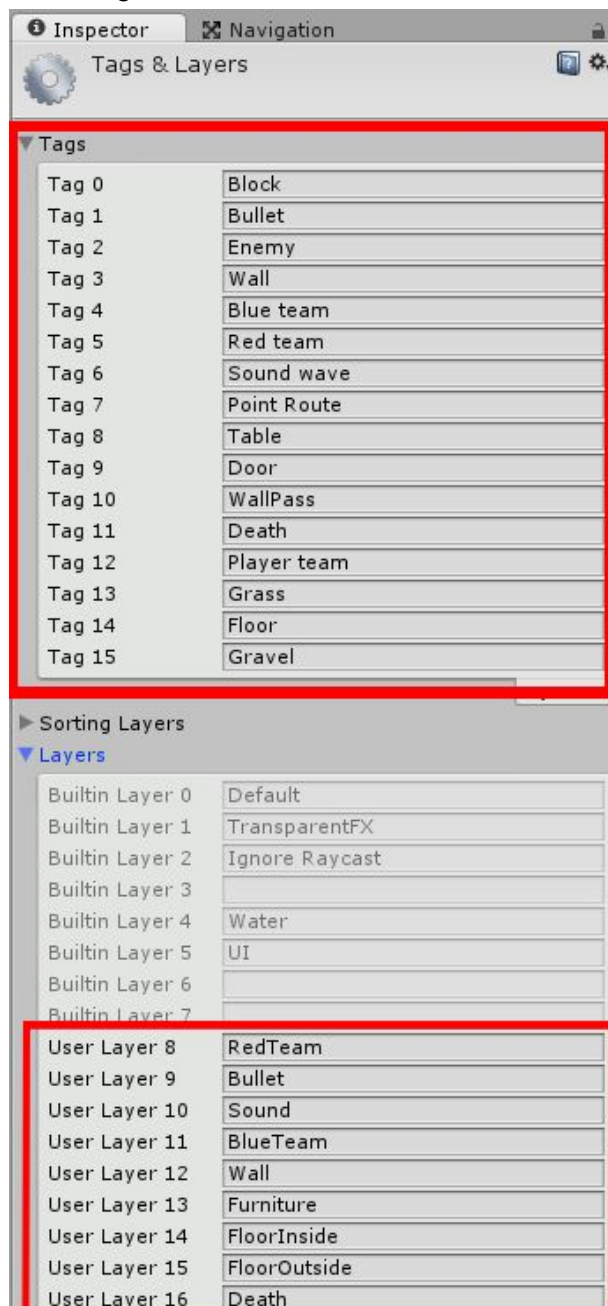 Inspector Navigation
Tags & Layers
Tags
Tag 0 Block
Tag 1 Bullet
Tag 2 Enemy
Tag 3 Wall
Tag 4 Blue team
Tag 5 Red team
Tag 6 Sound wave
Tag 7 Point Route
Tag 8 Table
Tag 9 Door
Tag 10 WallPass
Tag 11 Death
Tag 12 Player team
Tag 13 Grass
Tag 14 Floor
Tag 15 Gravel
Sorting Layers
Layers
Builtin Layer 0 Default
Builtin Layer 1 TransparentFX
Builtin Layer 2 Ignore Raycast
Builtin Layer 3
Builtin Layer 4 Water
Builtin Layer 5 UI
Builtin Layer 6
Builtin Layer 7
User Layer 8 RedTeam
User Layer 9 Bullet
User Layer 10 Sound
User Layer 11 BlueTeam
User Layer 12 Wall
User Layer 13 Furniture
User Layer 14 FloorInside
User Layer 15 FloorOutside
User Layer 16 Death